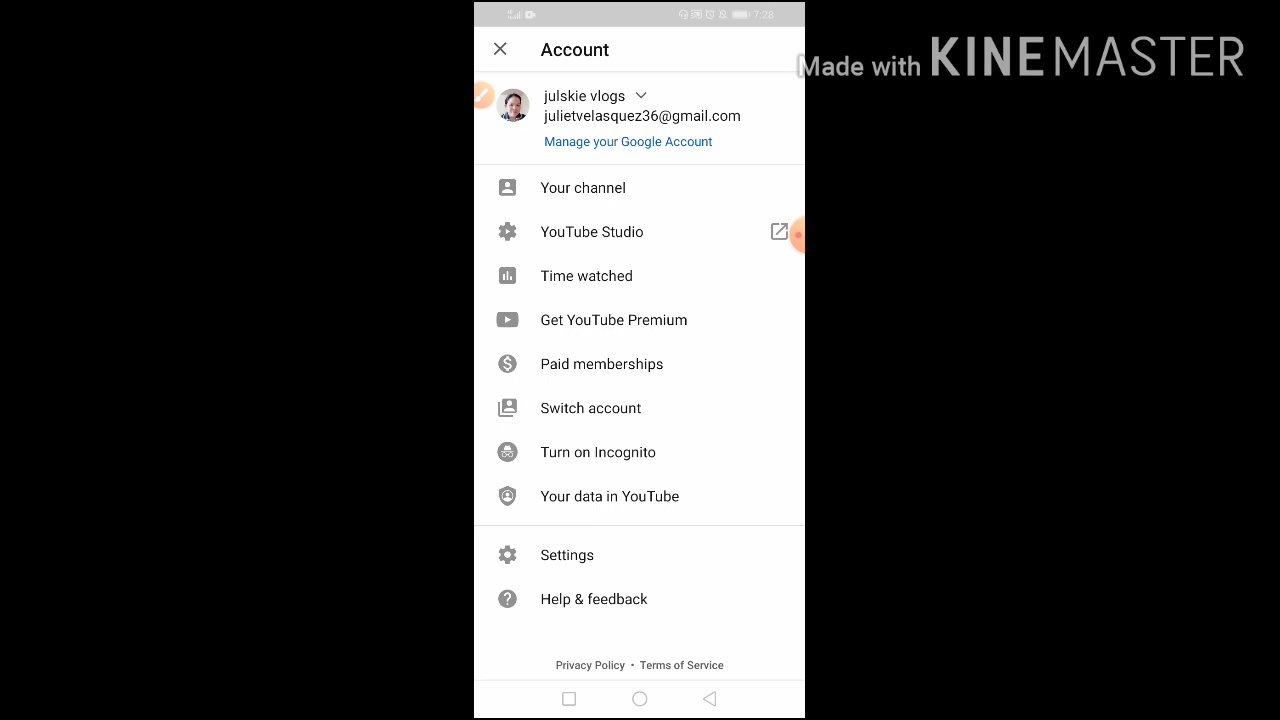 7:28
Account
Made with KINEMASTER
julskie vlogs
julietvelasquez36@gmail.com
Manage your Google Account
Your channel
YouTube Studio
Time watched
Get YouTube Premium
Paid memberships
Switch account
Turn on Incognito
Your data in YouTube
Settings
Help & feedback
Privacy Policy • Terms of Service